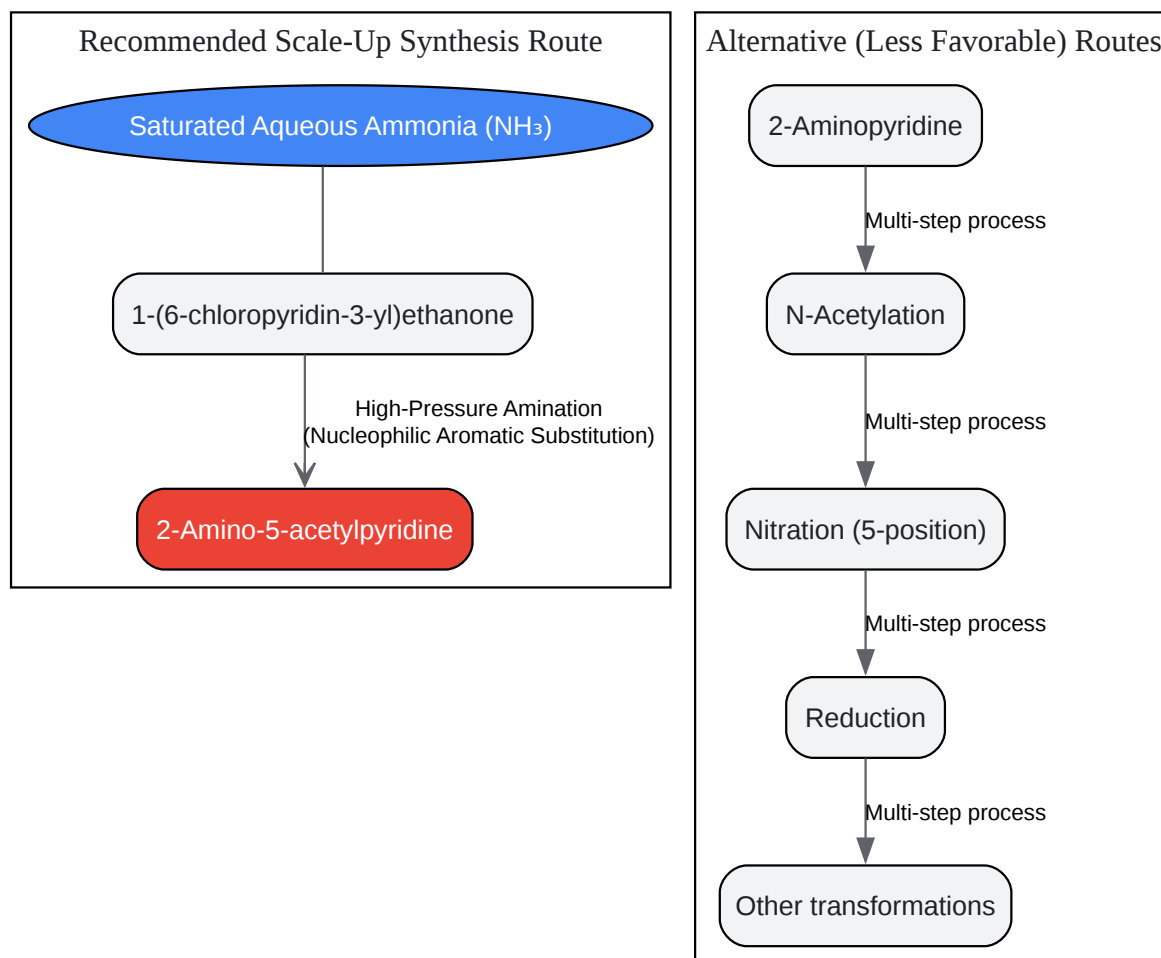 Recommended Scale-Up Synthesis Route
Saturated Aqueous Ammonia (NH₃)
1-(6-chloropyridin-3-yl)ethanone
High-Pressure Amination
(Nucleophilic Aromatic Substitution)
2-Amino-5-acetylpyridine
Alternative (Less Favorable) Routes
2-Aminopyridine
Multi-step process
N-Acetylation
Multi-step process
Nitration (5-position)
Multi-step process
Reduction
Multi-step process
Other transformations